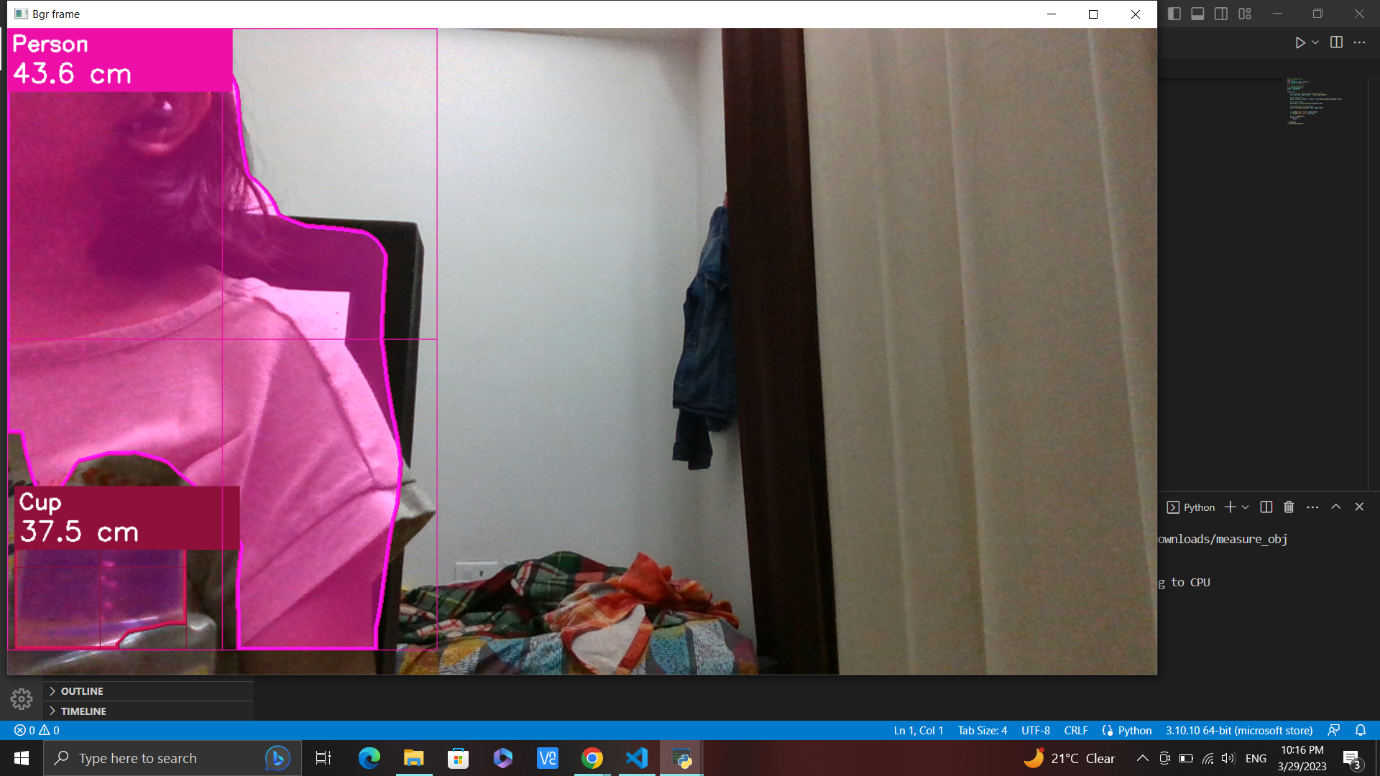 Bgr frame
Person
43.6 cm
Cup
37.5 cm
Python
ownloads/measure_obj
g to CPU
OUTLINE
TIMELINE
0 0
Ln 1, Col 1 Tab Size: 4 UTF-8 CRLF Python 3.10.10 64-bit (microsoft store)
Type here to search
21°C Clear
ENG
10:16 PM
3/29/2023
3